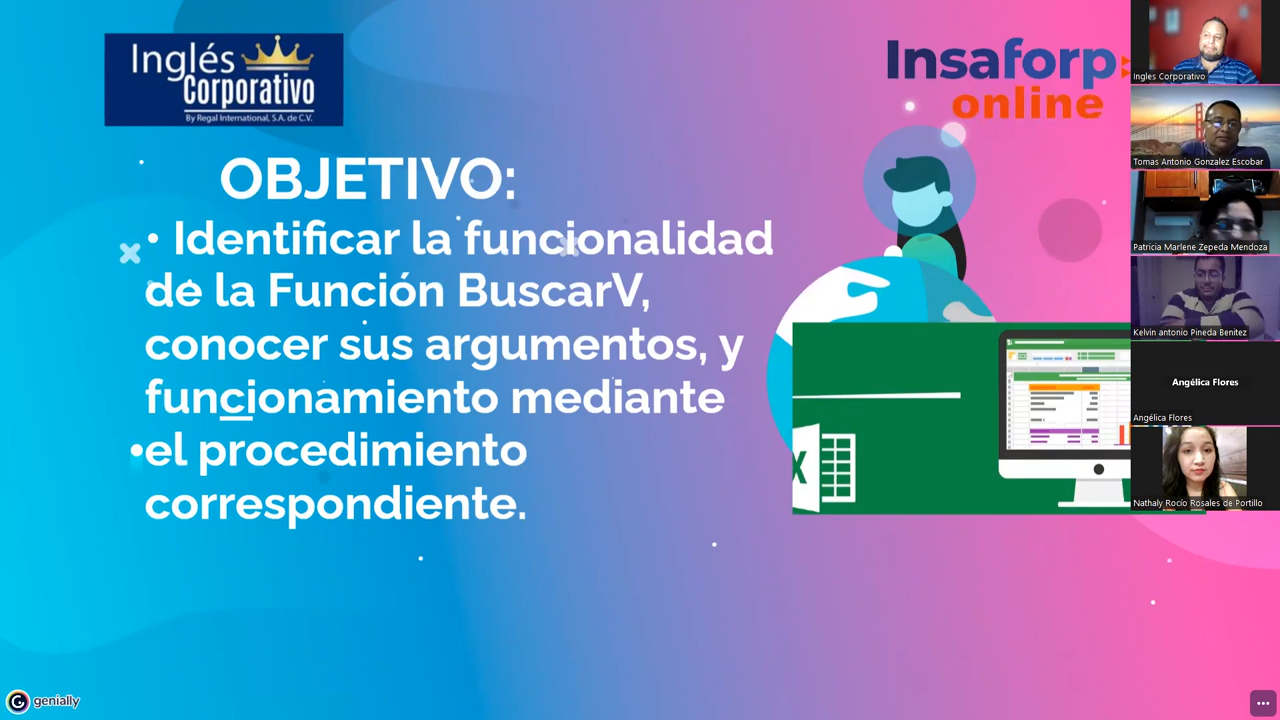 Inglés
Corporativo
By Regal International, S.A. de C.V.
Insaforp
online
OBJETIVO:
• Identificar la funcionalidad
de la Función BuscarV,
conocer sus argumentos, y
funcionamiento mediante
•el procedimiento
correspondiente.
X
Ingles Corporativo
Tomas Antonio Gonzalez Escobar
Patricia Marlene Zepeda Mendoza
Kelvin antonio Pineda Benitez
Angélica Flores
Angélica Flores
Nathaly Rocío Rosales de Portillo
genially